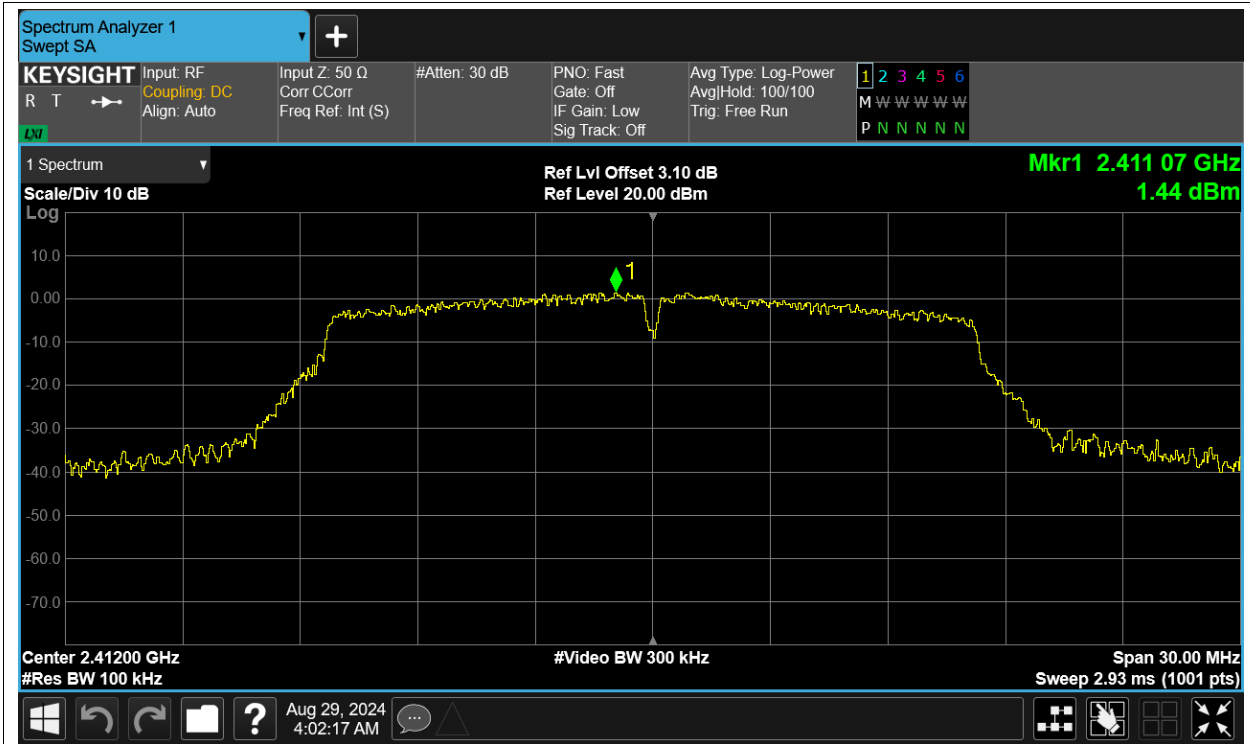 Spectrum Analyzer 1
Swept SA
KEYSIGHT
R T
LXI
Input: RF
Coupling: DC
Align: Auto
Input Z: 50 Ω
Corr CCorr
Freq Ref: Int (S)
#Atten: 30 dB
PNO: Fast
Gate: Off
IF Gain: Low
Sig Track: Off
Avg Type: Log-Power
Avg|Hold: 100/100
Trig: Free Run
1 2 3 4 5 6
M W W W W W
P N N N N N
1 Spectrum
Scale/Div 10 dB
Log
Ref Lvl Offset 3.10 dB
Ref Level 20.00 dBm
Mkr1 2.411 07 GHz
1.44 dBm
1
10.0
0.00
-10.0
-20.0
-30.0
-40.0
-50.0
-60.0
-70.0
Center 2.41200 GHz
#Video BW 300 kHz
Span 30.00 MHz
#Res BW 100 kHz
Sweep 2.93 ms (1001 pts)
?
Aug 29, 2024
4:02:17 AM